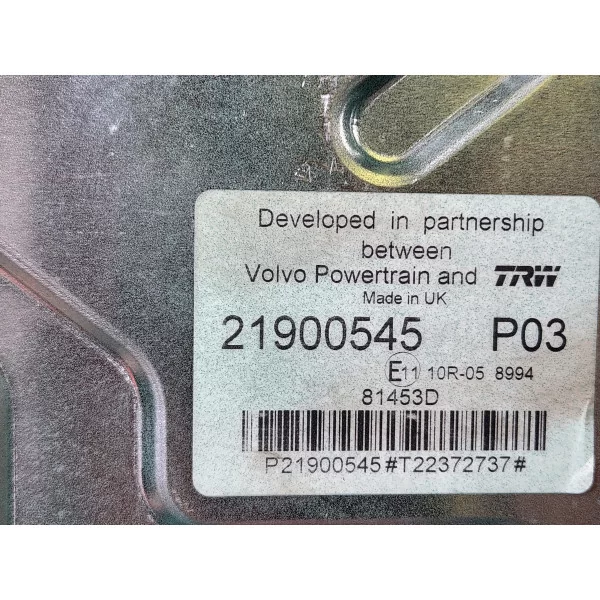 Developed in partnership
between
Volvo Powertrain and TRW
Made in UK
21900545 P03
E11 10R-05 8994
81453D
P21900545#T22372737#